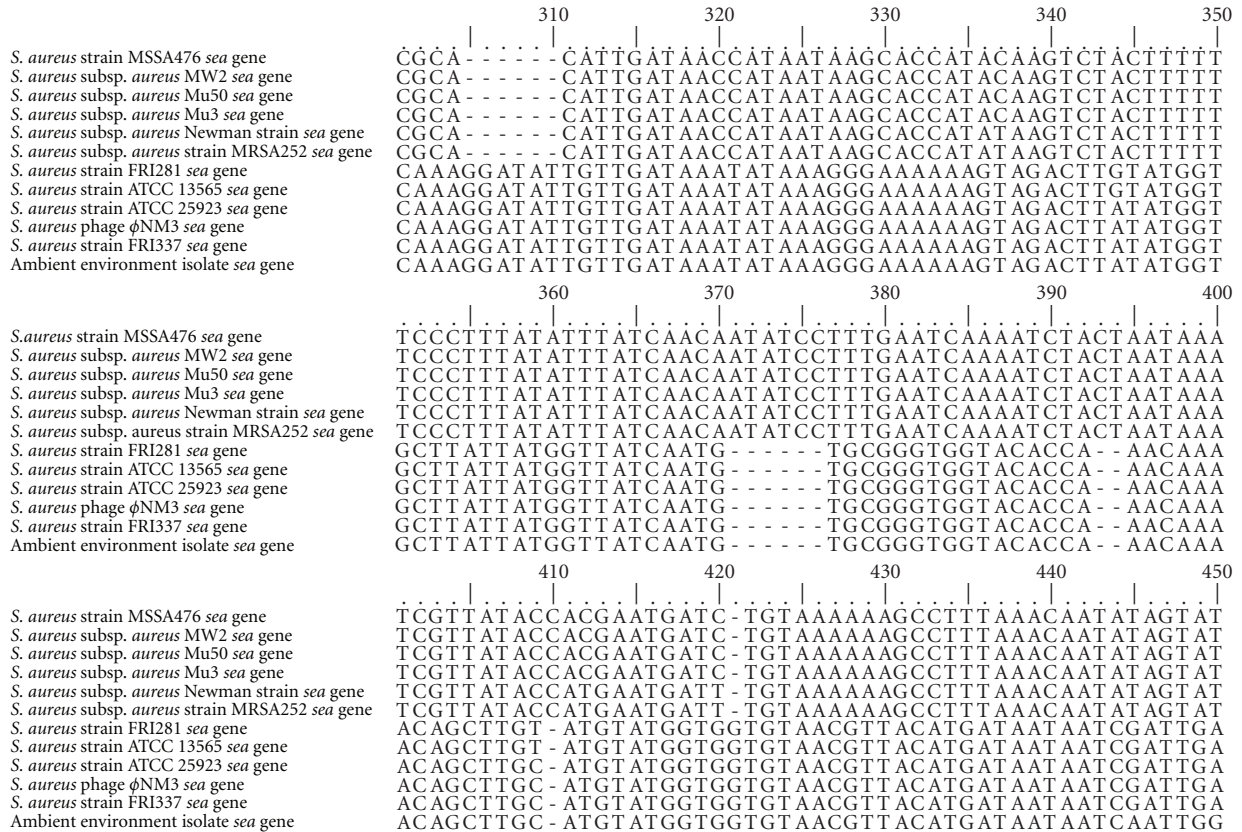 310 320 330 340 350
S. aureus strain MSSA476 sea gene CGCA------CATTGATAACCATAATAAGCACCATACAAGTCTACTTTTT
S. aureus subsp. aureus MW2 sea gene CGCA------CATTGATAACCATAATAAGCACCATACAAGTCTACTTTTT
S. aureus subsp. aureus Mu50 sea gene CGCA------CATTGATAACCATAATAAGCACCATACAAGTCTACTTTTT
S. aureus subsp. aureus Mu3 sea gene CGCA------CATTGATAACCATAATAAGCACCATACAAGTCTACTTTTT
S. aureus subsp. aureus Newman strain sea gene CGCA------CATTGATAACCATAATAAGCACCATATAAGTCTACTTTTT
S. aureus subsp. aureus strain MRSA252 sea gene CGCA------CATTGATAACCATAATAAGCACCATATAAGTCTACTTTTT
S. aureus strain FRI281 sea gene CAAAGGATATTGTTGATAAATATAAAGGGAAAAAAGTAGACTTGTATGGT
S. aureus strain ATCC 13565 sea gene CAAAGGATATTGTTGATAAATATAAAGGGAAAAAAGTAGACTTGTATGGT
S. aureus strain ATCC 25923 sea gene CAAAGGATATTGTTGATAAATATAAAGGGAAAAAAGTAGACTTATATGGT
S. aureus phage ϕNM3 sea gene CAAAGGATATTGTTGATAAATATAAAGGGAAAAAAGTAGACTTATATGGT
S. aureus strain FRI337 sea gene CAAAGGATATTGTTGATAAATATAAAGGGAAAAAAGTAGACTTATATGGT
Ambient environment isolate sea gene CAAAGGATATTGTTGATAAATATAAAGGGAAAAAAGTAGACTTATATGGT
360 370 380 390 400
S.aureus strain MSSA476 sea gene TCCCTTTATATTTATCAACAATATCCTTTGAATCAAAATCTACTAATAAA
S. aureus subsp. aureus MW2 sea gene TCCCTTTATATTTATCAACAATATCCTTTGAATCAAAATCTACTAATAAA
S. aureus subsp. aureus Mu50 sea gene TCCCTTTATATTTATCAACAATATCCTTTGAATCAAAATCTACTAATAAA
S. aureus subsp. aureus Mu3 sea gene TCCCTTTATATTTATCAACAATATCCTTTGAATCAAAATCTACTAATAAA
S. aureus subsp. aureus Newman strain sea gene TCCCTTTATATTTATCAACAATATCCTTTGAATCAAAATCTACTAATAAA
S. aureus subsp. aureus strain MRSA252 sea gene TCCCTTTATATTTATCAACAATATCCTTTGAATCAAAATCTACTAATAAA
S. aureus strain FRI281 sea gene GCTTATTATGGTTATCAATG------TGCGGGTGGTACACCA--AACAAA
S. aureus strain ATCC 13565 sea gene GCTTATTATGGTTATCAATG------TGCGGGTGGTACACCA--AACAAA
S. aureus strain ATCC 25923 sea gene GCTTATTATGGTTATCAATG------TGCGGGTGGTACACCA--AACAAA
S. aureus phage ϕNM3 sea gene GCTTATTATGGTTATCAATG------TGCGGGTGGTACACCA--AACAAA
S. aureus strain FRI337 sea gene GCTTATTATGGTTATCAATG------TGCGGGTGGTACACCA--AACAAA
Ambient environment isolate sea gene GCTTATTATGGTTATCAATG------TGCGGGTGGTACACCA--AACAAA
410 420 430 440 450
S. aureus strain MSSA476 sea gene TCGTTATACCACGAATGATC-TGTAAAAAAGCCTTTAAACAATATAGTAT
S. aureus subsp. aureus MW2 sea gene TCGTTATACCACGAATGATC-TGTAAAAAAGCCTTTAAACAATATAGTAT
S. aureus subsp. aureus Mu50 sea gene TCGTTATACCACGAATGATC-TGTAAAAAAGCCTTTAAACAATATAGTAT
S. aureus subsp. aureus Mu3 sea gene TCGTTATACCACGAATGATC-TGTAAAAAAGCCTTTAAACAATATAGTAT
S. aureus subsp. aureus Newman strain sea gene TCGTTATACCATGAATGATT-TGTAAAAAAGCCTTTAAACAATATAGTAT
S. aureus subsp. aureus strain MRSA252 sea gene TCGTTATACCATGAATGATT-TGTAAAAAAGCCTTTAAACAATATAGTAT
S. aureus strain FRI281 sea gene ACAGCTTGT-ATGTATGGTGGTGTAACGTTACATGATAATAATCGATTGA
S. aureus strain ATCC 13565 sea gene ACAGCTTGT-ATGTATGGTGGTGTAACGTTACATGATAATAATCGATTGA
S. aureus strain ATCC 25923 sea gene ACAGCTTGC-ATGTATGGTGGTGTAACGTTACATGATAATAATCAATTGA
S. aureus phage ϕNM3 sea gene ACAGCTTGC-ATGTATGGTGGTGTAACGTTACATGATAATAATCAATTGA
S. aureus strain FRI337 sea gene ACAGCTTGC-ATGTATGGTGGTGTAACGTTACATGATAATAATCAATTGA
Ambient environment isolate sea gene ACAGCTTGC-ATGTATGGTGGTGTAACGTTACATGATAATAATCAATTGG